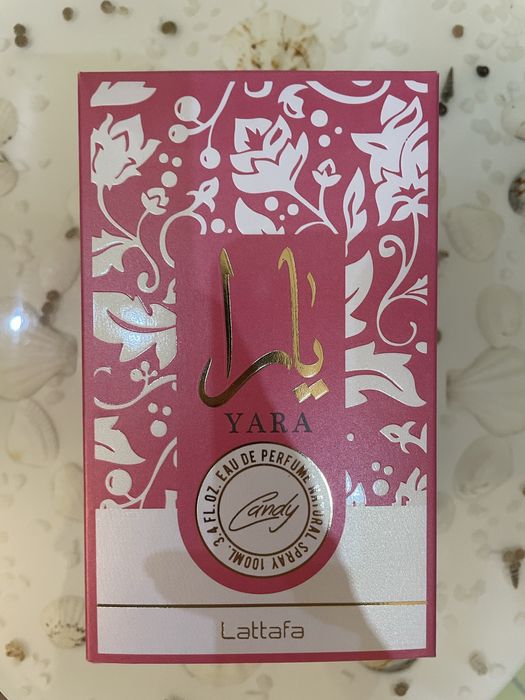 يارا
YARA
EAU DE PERFUME NATURAL SPRAY 100ML. 3.4 FL.OZ.
Candy
Lattafa